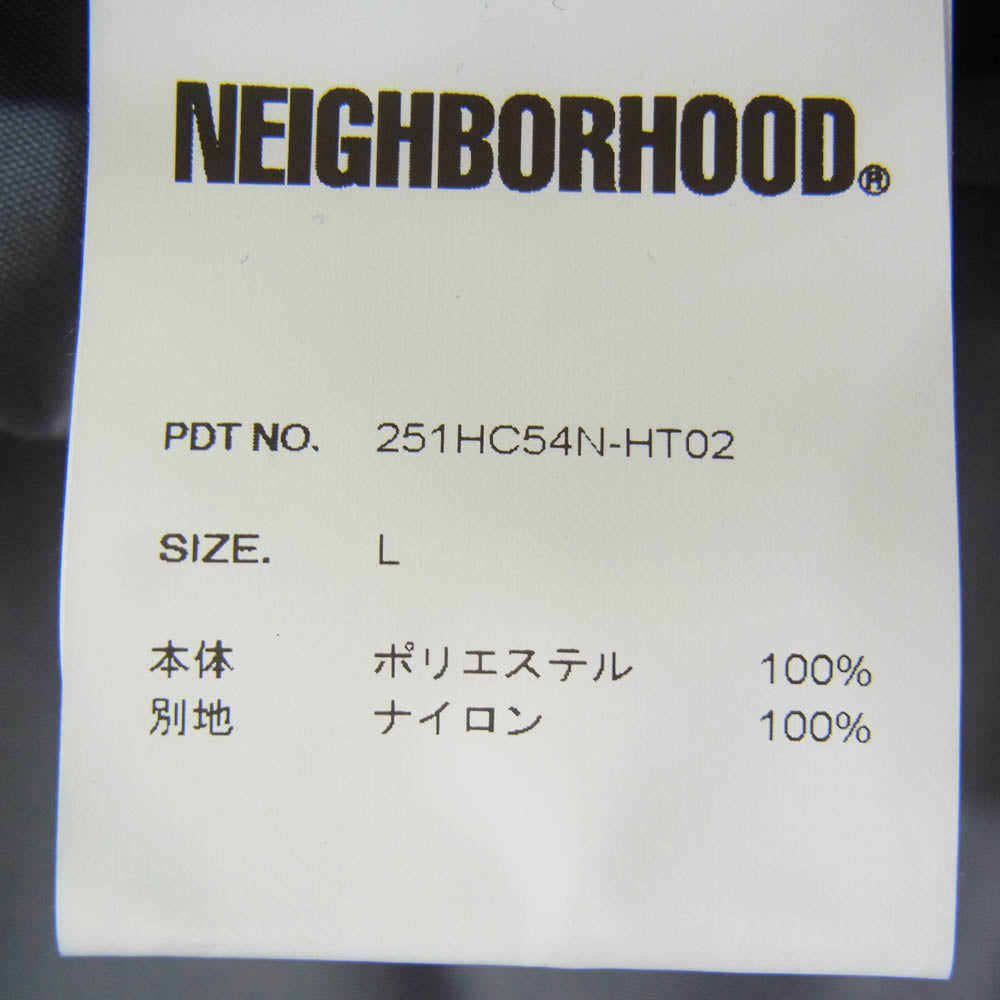 NEIGHBORHOOD®
PDT NO. 251HC54N-HT02
SIZE. L
本体 ポリエステル 100%
別地 ナイロン 100%